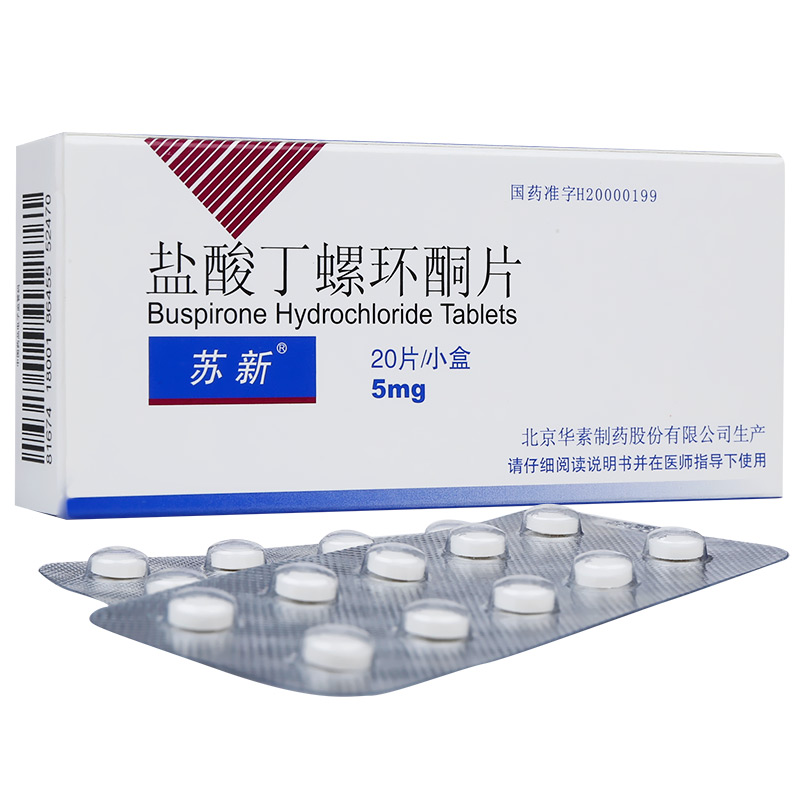 国药准字H20000199
盐酸丁螺环酮片
Buspirone Hydrochloride Tablets
苏新®
20片/小盒
5mg
北京华素制药股份有限公司生产
请仔细阅读说明书并在医师指导下使用
81674 18001 86455 52470